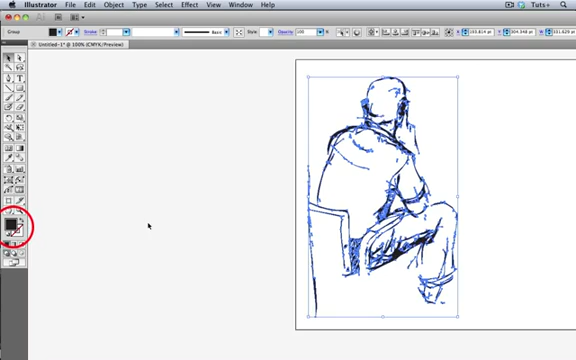 Illustrator File Edit Object Type Select Effect View Window Help Tuts+
Group Stroke: Basic Style: Opacity: 100
Untitled-1* @ 100% (CMYK/Preview)